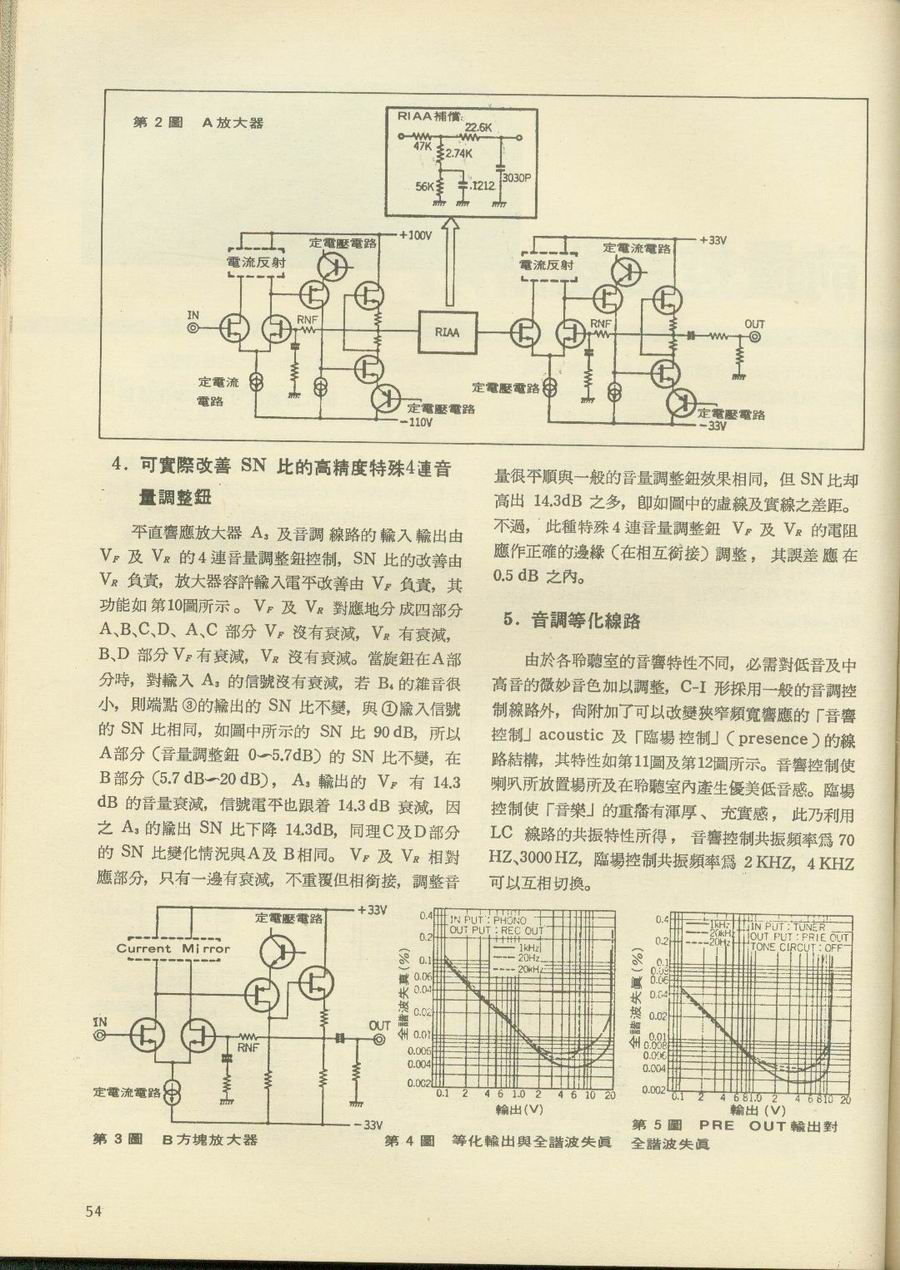 第 2 圖 A 放大器
RIAA補償
22.6K
47K
2.74K
56K
.1212
3030P
+100V
定電壓電路
電流反射
IN
RNF
RIAA
定電流
電路
定電壓電路
-110V
+33V
定電流電路
電流反射
RNF
OUT
定電壓電路
定電壓電路
-33V
4. 可實際改善 SN 比的高精度特殊4連音
量調整鈕
平直響應放大器 A₃ 及音調 線路的 輸入 輸出由
VF 及 VR 的 4 連音量調整鈕控制, SN 比的改善由
VR 負責, 放大器容許輸入電平改善由 VF 負責, 其
功能如 第10圖所示。 VF 及 VR 對應地分 成四部分
A、B、C、D、 A、C 部分 VF 沒有衰減, VR 有衰減,
B、D 部分 VF 有衰減, VR 沒有衰減。當旋鈕在 A 部
分時, 對輸入 A₃ 的信號沒有衰減, 若 B₄ 的雜音很
小, 則端點 ⑧的輸出的 SN 比不變, 與 ①輸入信號
的 SN 比相同, 如圖中所示的 SN 比 90 dB, 所以
A部分 (音量調整鈕 0~5.7dB) 的 SN 比不變, 在
B部分 (5.7 dB~20 dB), A₃ 輸出的 VF 有 14.3
dB 的音量衰減, 信號電平也跟着 14.3 dB 衰減, 因
之 A₃ 的輸出 SN 比下降 14.3dB, 同理 C 及 D 部分
的 SN 比變化情況與 A 及 B 相同。 VF 及 VR 相對
應部分, 只有一邊有衰減, 不重覆但相銜接, 調整音
量很平順與一般的音量調整鈕效果相同, 但 SN 比却
高出 14.3dB 之多, 卽如圖中的虛線及實線之差距。
不過, 此種特殊 4 連音量調整鈕 VF 及 VR 的電阻
應作正確的邊緣 (在相互銜接) 調整, 其誤差 應 在
0.5 dB 之內。
5. 音調等化線路
由於各聆聽室的音響特性不同, 必需對低音及中
高音的微妙音色加以調整, C-I 形採用一般的音調控
制線路外, 尙附加了可以改變狹窄頻寬響應的「音響
控制」acoustic 及「臨場 控制」( presence ) 的線
路結構, 其特性如第11圖及第12圖所示。音響控制使
喇叭所放置場所及在聆聽室內產生優美低音感。臨場
控制使「音樂」的重播有渾厚、 充實感, 此乃利用
LC 線路的共振特性所得, 音響控制共振頻率爲 70
HZ、3000 HZ, 臨場控制共振頻率爲 2 KHZ, 4 KHZ
可以互相切換。
+33V
定電壓電路
Current Mirror
IN
RNF
OUT
定電流電路
-33V
第 3 圖 B 方塊放大器
全諧波失眞 (%)
IN PUT : PHONO
OUT PUT : REC OUT
1kHz
20Hz
20kHz
0.4
0.2
0.1
0.06
0.04
0.02
0.01
0.006
0.004
0.002
0.1 2 4 6 1.0 2 4 6 10 20
輸出(V)
第 4 圖 等化輸出與全諧波失眞
全諧波失眞 (%)
1kHz
20kHz
20Hz
IN PUT : TUNER
OUT PUT : PRIE OUT
TONE CIRCUT : OFF
0.4
0.2
0.1
0.04
0.02
0.01
0.008
0.006
0.004
0.002
0.1 2 4 6 8 1.0 2 4 6 8 10 20
輸出 (V)
第 5 圖 PRE OUT 輸出對
全諧波失眞
54